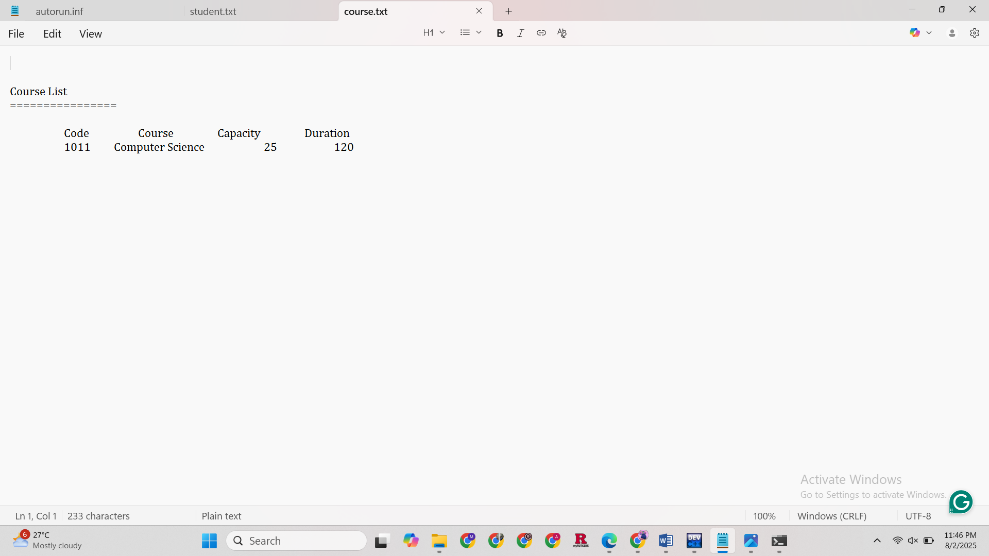 autorun.inf student.txt course.txt
File Edit View H1 B I
Course List
================
Code Course Capacity Duration
1011 Computer Science 25 120
Activate Windows
Go to Settings to activate Windows.
Ln 1, Col 1 233 characters Plain text 100% Windows (CRLF) UTF-8
6 27°C
Mostly cloudy
Search
DEV
11:46 PM
8/2/2025